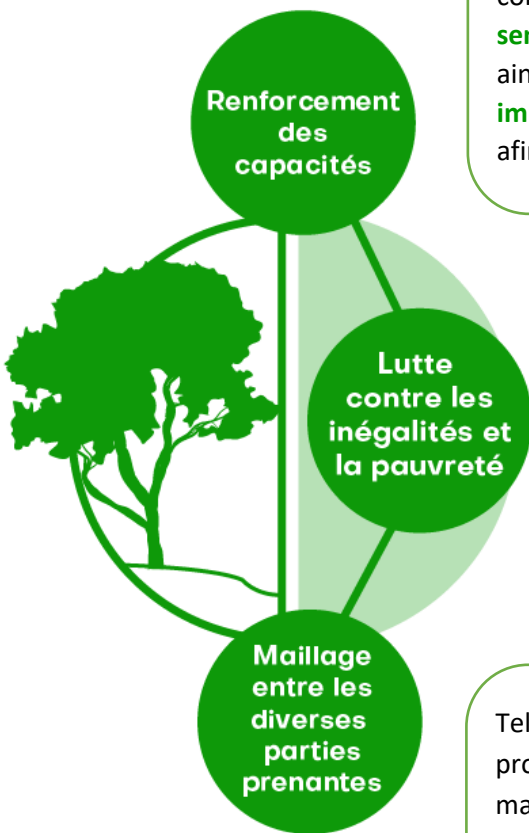 Renforcement
des
capacités
Lutte
contre les
inégalités et
la pauvreté
Maillage
entre les
diverses
parties
prenantes